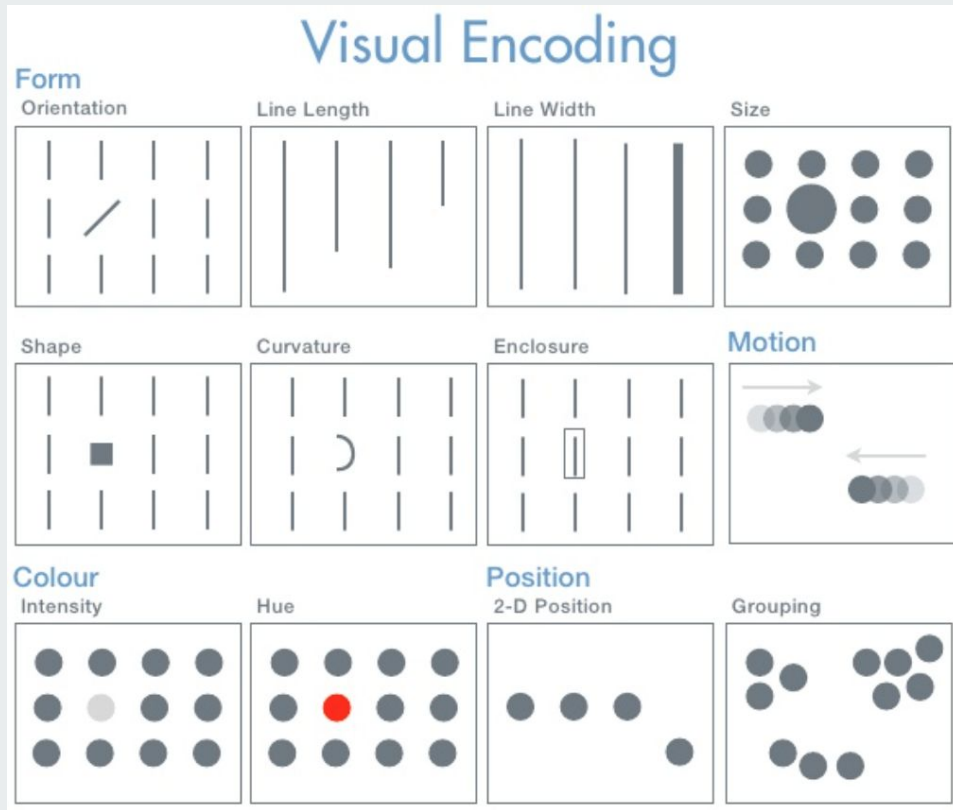 Visual Encoding
Form
Orientation
Line Length
Line Width
Size
Shape
Curvature
Enclosure
Motion
Colour
Intensity
Hue
Position
2-D Position
Grouping